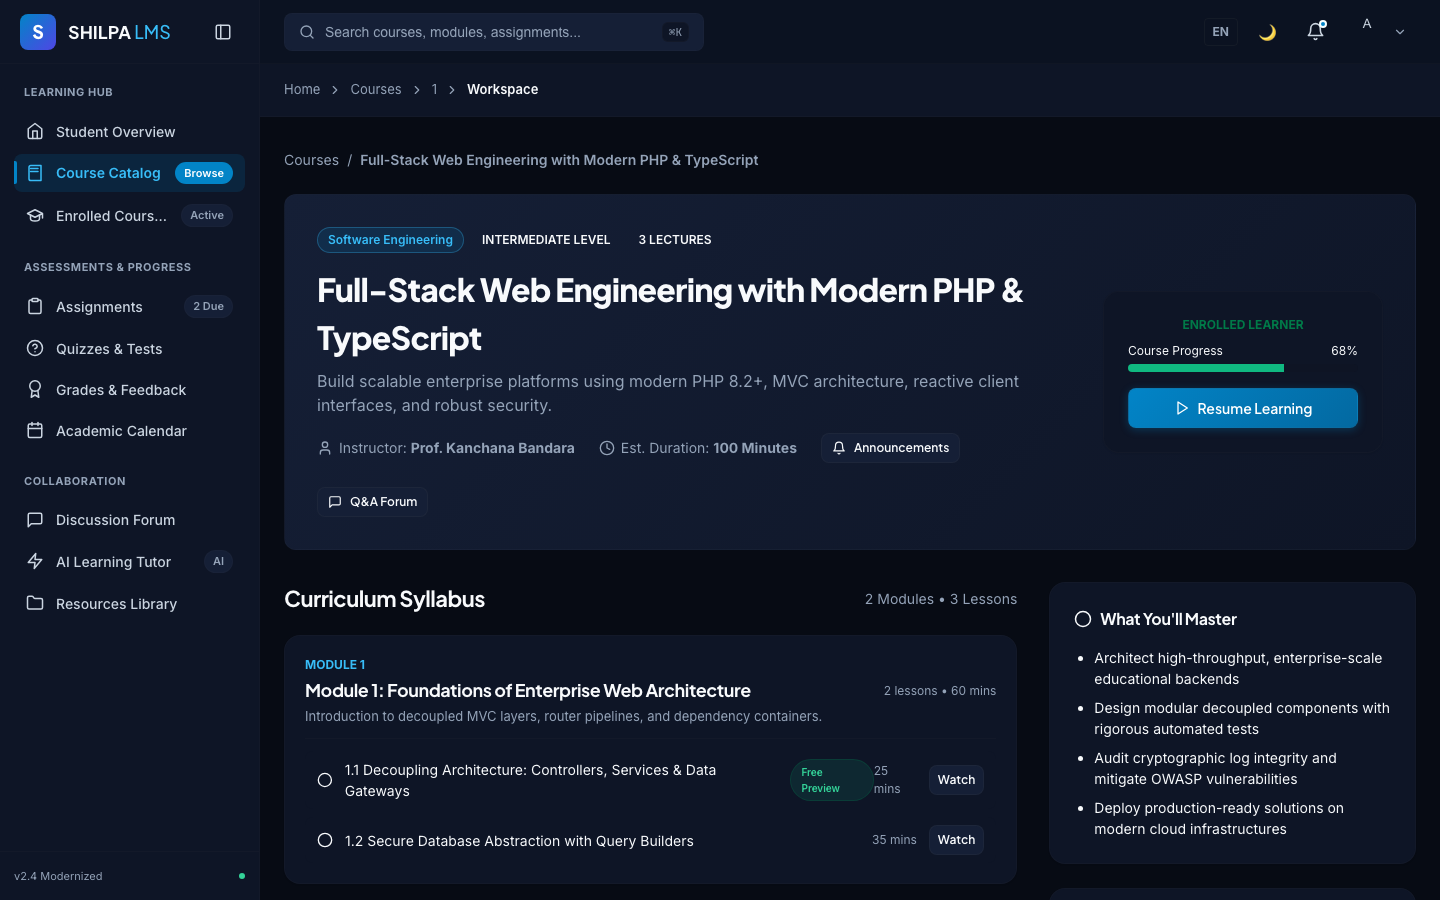 S SHILPA LMS
Search courses, modules, assignments... ⌘K
EN
A
LEARNING HUB
Student Overview
Course Catalog Browse
Enrolled Cours... Active
ASSESSMENTS & PROGRESS
Assignments 2 Due
Quizzes & Tests
Grades & Feedback
Academic Calendar
COLLABORATION
Discussion Forum
AI Learning Tutor AI
Resources Library
v2.4 Modernized
Home > Courses > 1 > Workspace
Courses / Full-Stack Web Engineering with Modern PHP & TypeScript
Software Engineering INTERMEDIATE LEVEL 3 LECTURES
Full-Stack Web Engineering with Modern PHP &
TypeScript
Build scalable enterprise platforms using modern PHP 8.2+, MVC architecture, reactive client
interfaces, and robust security.
Instructor: Prof. Kanchana Bandara Est. Duration: 100 Minutes Announcements
Q&A Forum
ENROLLED LEARNER
Course Progress 68%
Resume Learning
Curriculum Syllabus 2 Modules • 3 Lessons
MODULE 1
Module 1: Foundations of Enterprise Web Architecture 2 lessons • 60 mins
Introduction to decoupled MVC layers, router pipelines, and dependency containers.
1.1 Decoupling Architecture: Controllers, Services & Data
Gateways
Free
Preview
25
mins
Watch
1.2 Secure Database Abstraction with Query Builders 35 mins Watch
What You'll Master
• Architect high-throughput, enterprise-scale
educational backends
• Design modular decoupled components with
rigorous automated tests
• Audit cryptographic log integrity and
mitigate OWASP vulnerabilities
• Deploy production-ready solutions on
modern cloud infrastructures